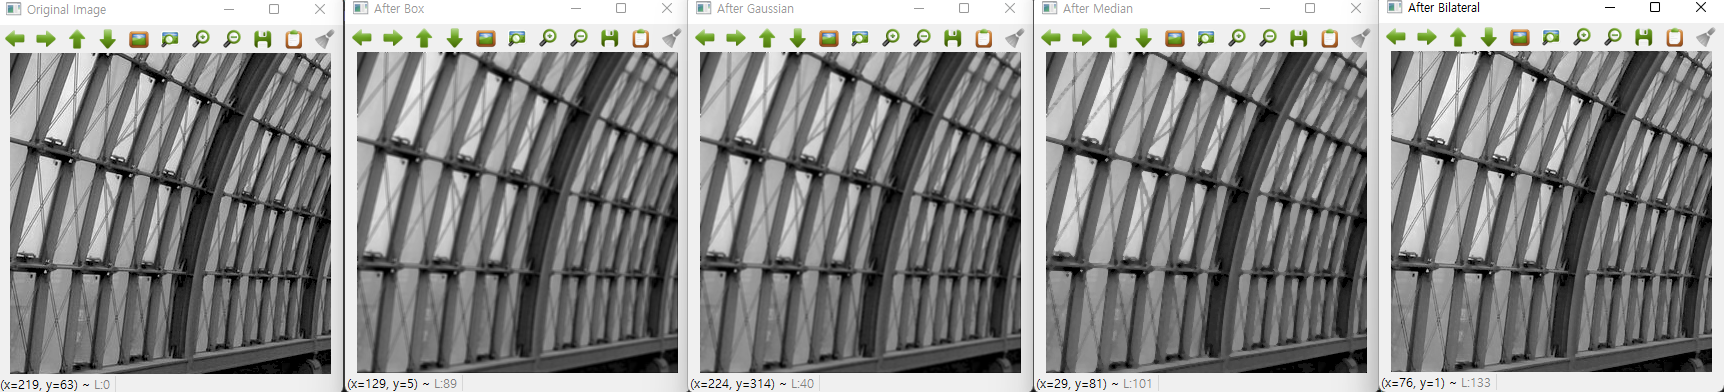 Original Image
After Box
After Gaussian
After Median
After Bilateral
(x=219, y=63) ~ L:0
(x=129, y=5) ~ L:89
(x=224, y=314) ~ L:40
(x=29, y=81) ~ L:101
(x=76, y=1) ~ L:133